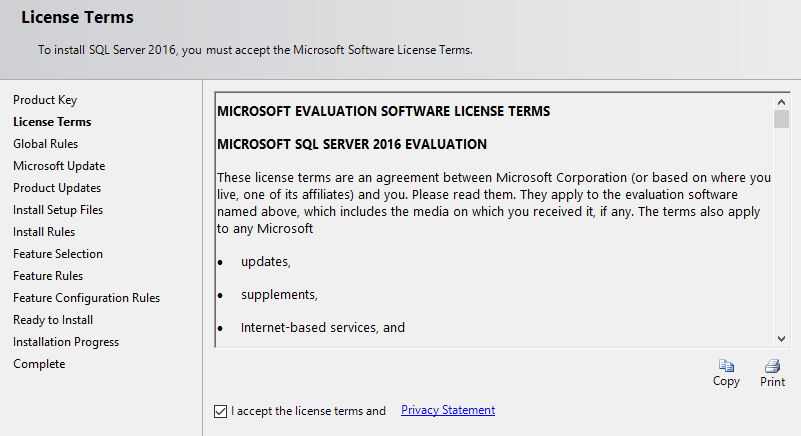 License Terms
To install SQL Server 2016, you must accept the Microsoft Software License Terms.
Product Key
License Terms
Global Rules
Microsoft Update
Product Updates
Install Setup Files
Install Rules
Feature Selection
Feature Rules
Feature Configuration Rules
Ready to Install
Installation Progress
Complete
MICROSOFT EVALUATION SOFTWARE LICENSE TERMS
MICROSOFT SQL SERVER 2016 EVALUATION
These license terms are an agreement between Microsoft Corporation (or based on where you
live, one of its affiliates) and you. Please read them. They apply to the evaluation software
named above, which includes the media on which you received it, if any. The terms also apply
to any Microsoft
• updates,
• supplements,
• Internet-based services, and
Copy
Print
I accept the license terms and Privacy Statement